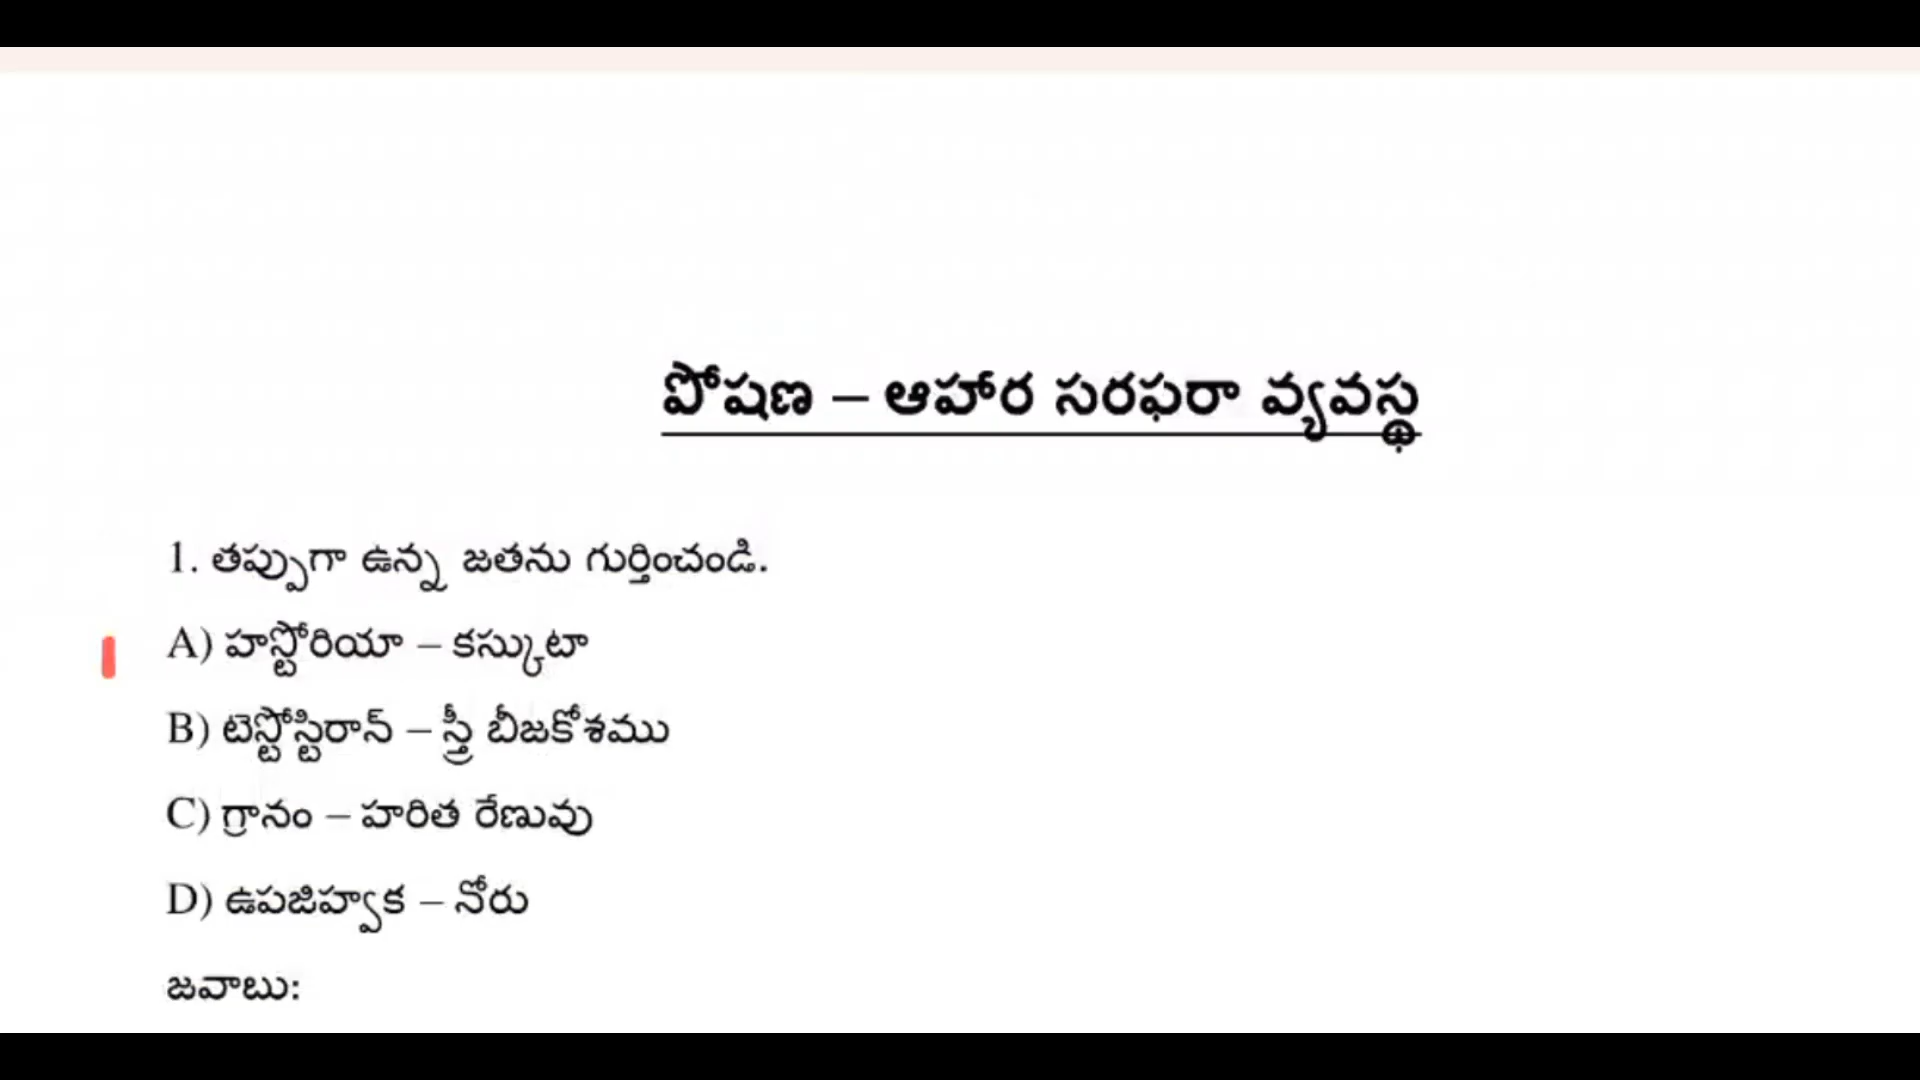 పోషణ – ఆహార సరఫరా వ్యవస్థ
1. తప్పుగా ఉన్న జతను గుర్తించండి.
A) హస్టోరియా – కస్కుటా
B) టెస్టోస్టిరాన్ – స్త్రీ బీజకోశము
C) గ్రానం – హరిత రేణువు
D) ఉపజిహ్వక – నోరు
జవాబు: